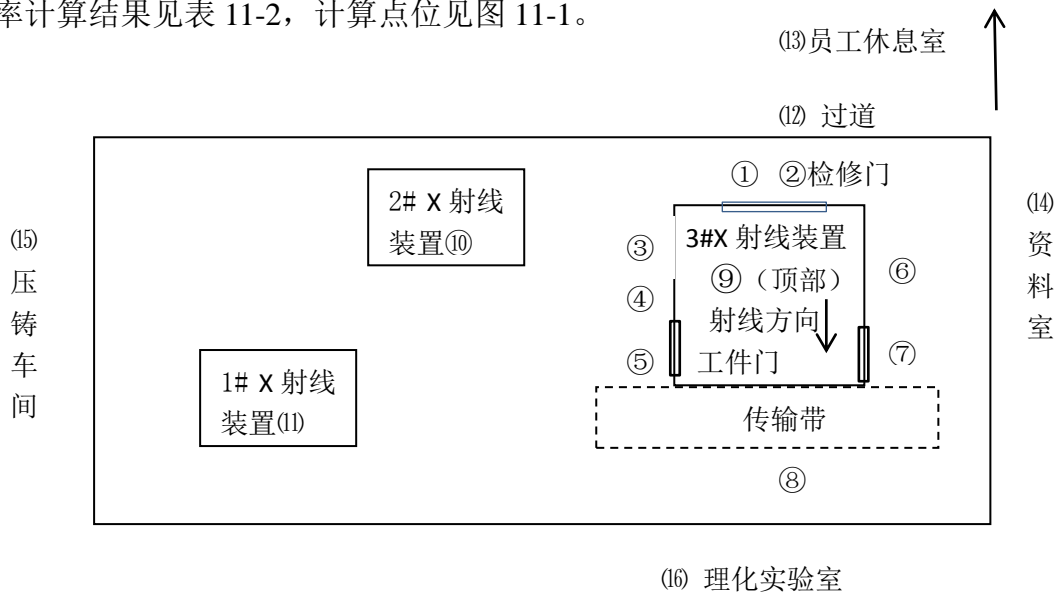 率计算结果见表 11-2，计算点位见图 11-1。
⒀员工休息室
⑿ 过道
① ②检修门
2# X 射线
装置⑩
⒁
资
料
室
⒂
压
铸
车
间
③
3#X 射线装置
⑨（顶部）
⑥
④
射线方向
⑤
工件门
⑦
1# X 射线
装置⑾
传输带
⑧
⒃ 理化实验室